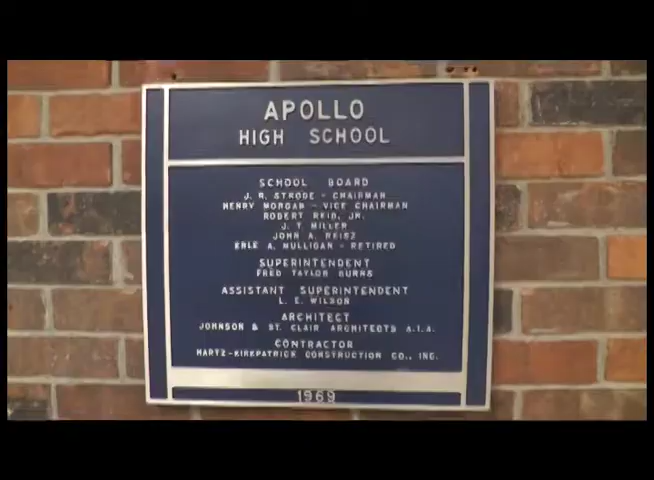 APOLLO
HIGH SCHOOL
SCHOOL BOARD
J. R. STRODE - CHAIRMAN
HENRY MORGAN - VICE CHAIRMAN
ROBERT REID, JR.
J. T. MILLER
JOHN A. REISZ
ERLE A. MULLIGAN - RETIRED
SUPERINTENDENT
FRED TAYLOR BURNS
ASSISTANT SUPERINTENDENT
L. E. WILSON
ARCHITECT
JOHNSON & ST. CLAIR ARCHITECTS A.I.A.
CONTRACTOR
HARTZ-KIRKPATRICK CONSTRUCTION CO., INC.
1969